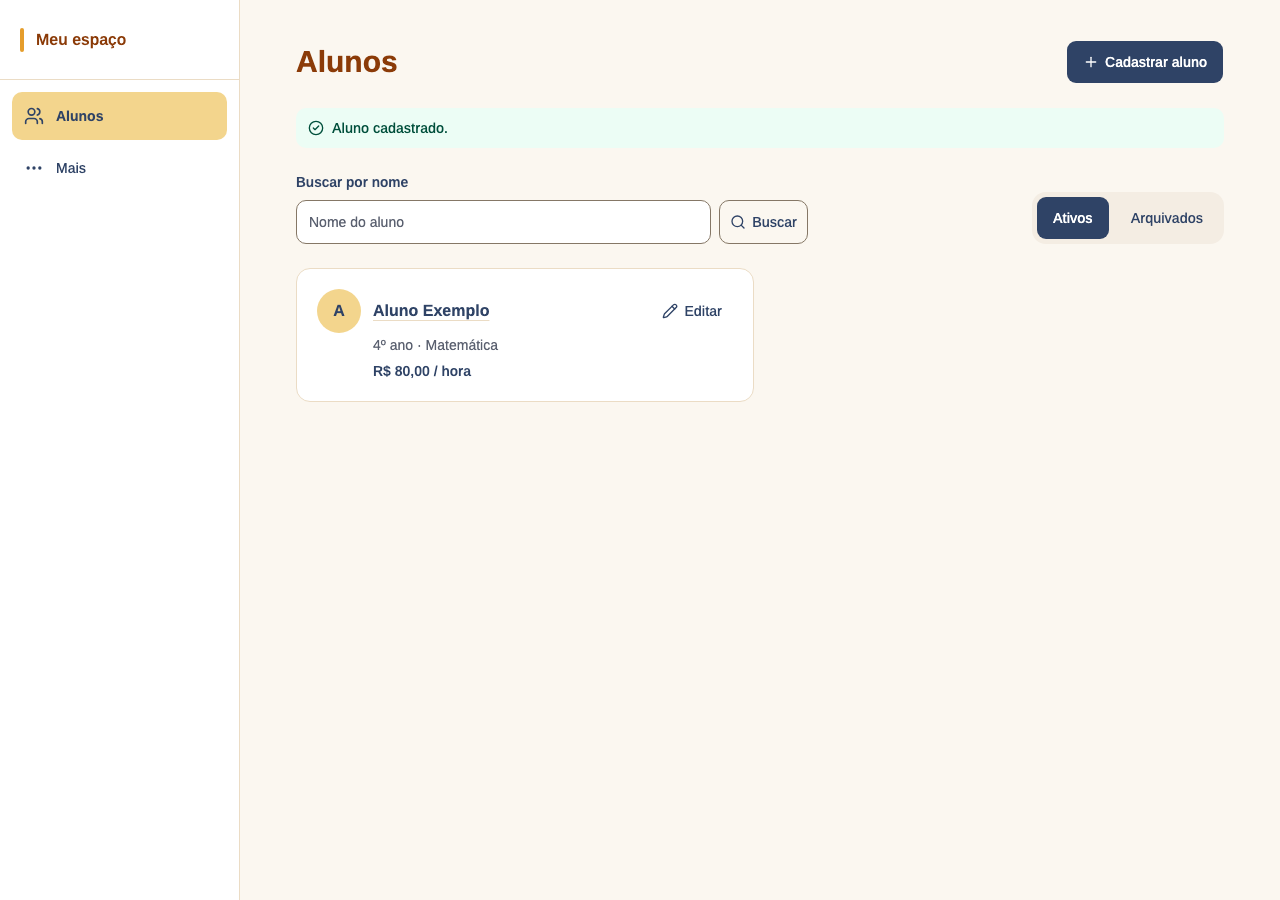 Meu espaço
Alunos
Mais
Alunos
Cadastrar aluno
Aluno cadastrado.
Buscar por nome
Nome do aluno
Buscar
Ativos
Arquivados
A
Aluno Exemplo
Editar
4º ano · Matemática
R$ 80,00 / hora